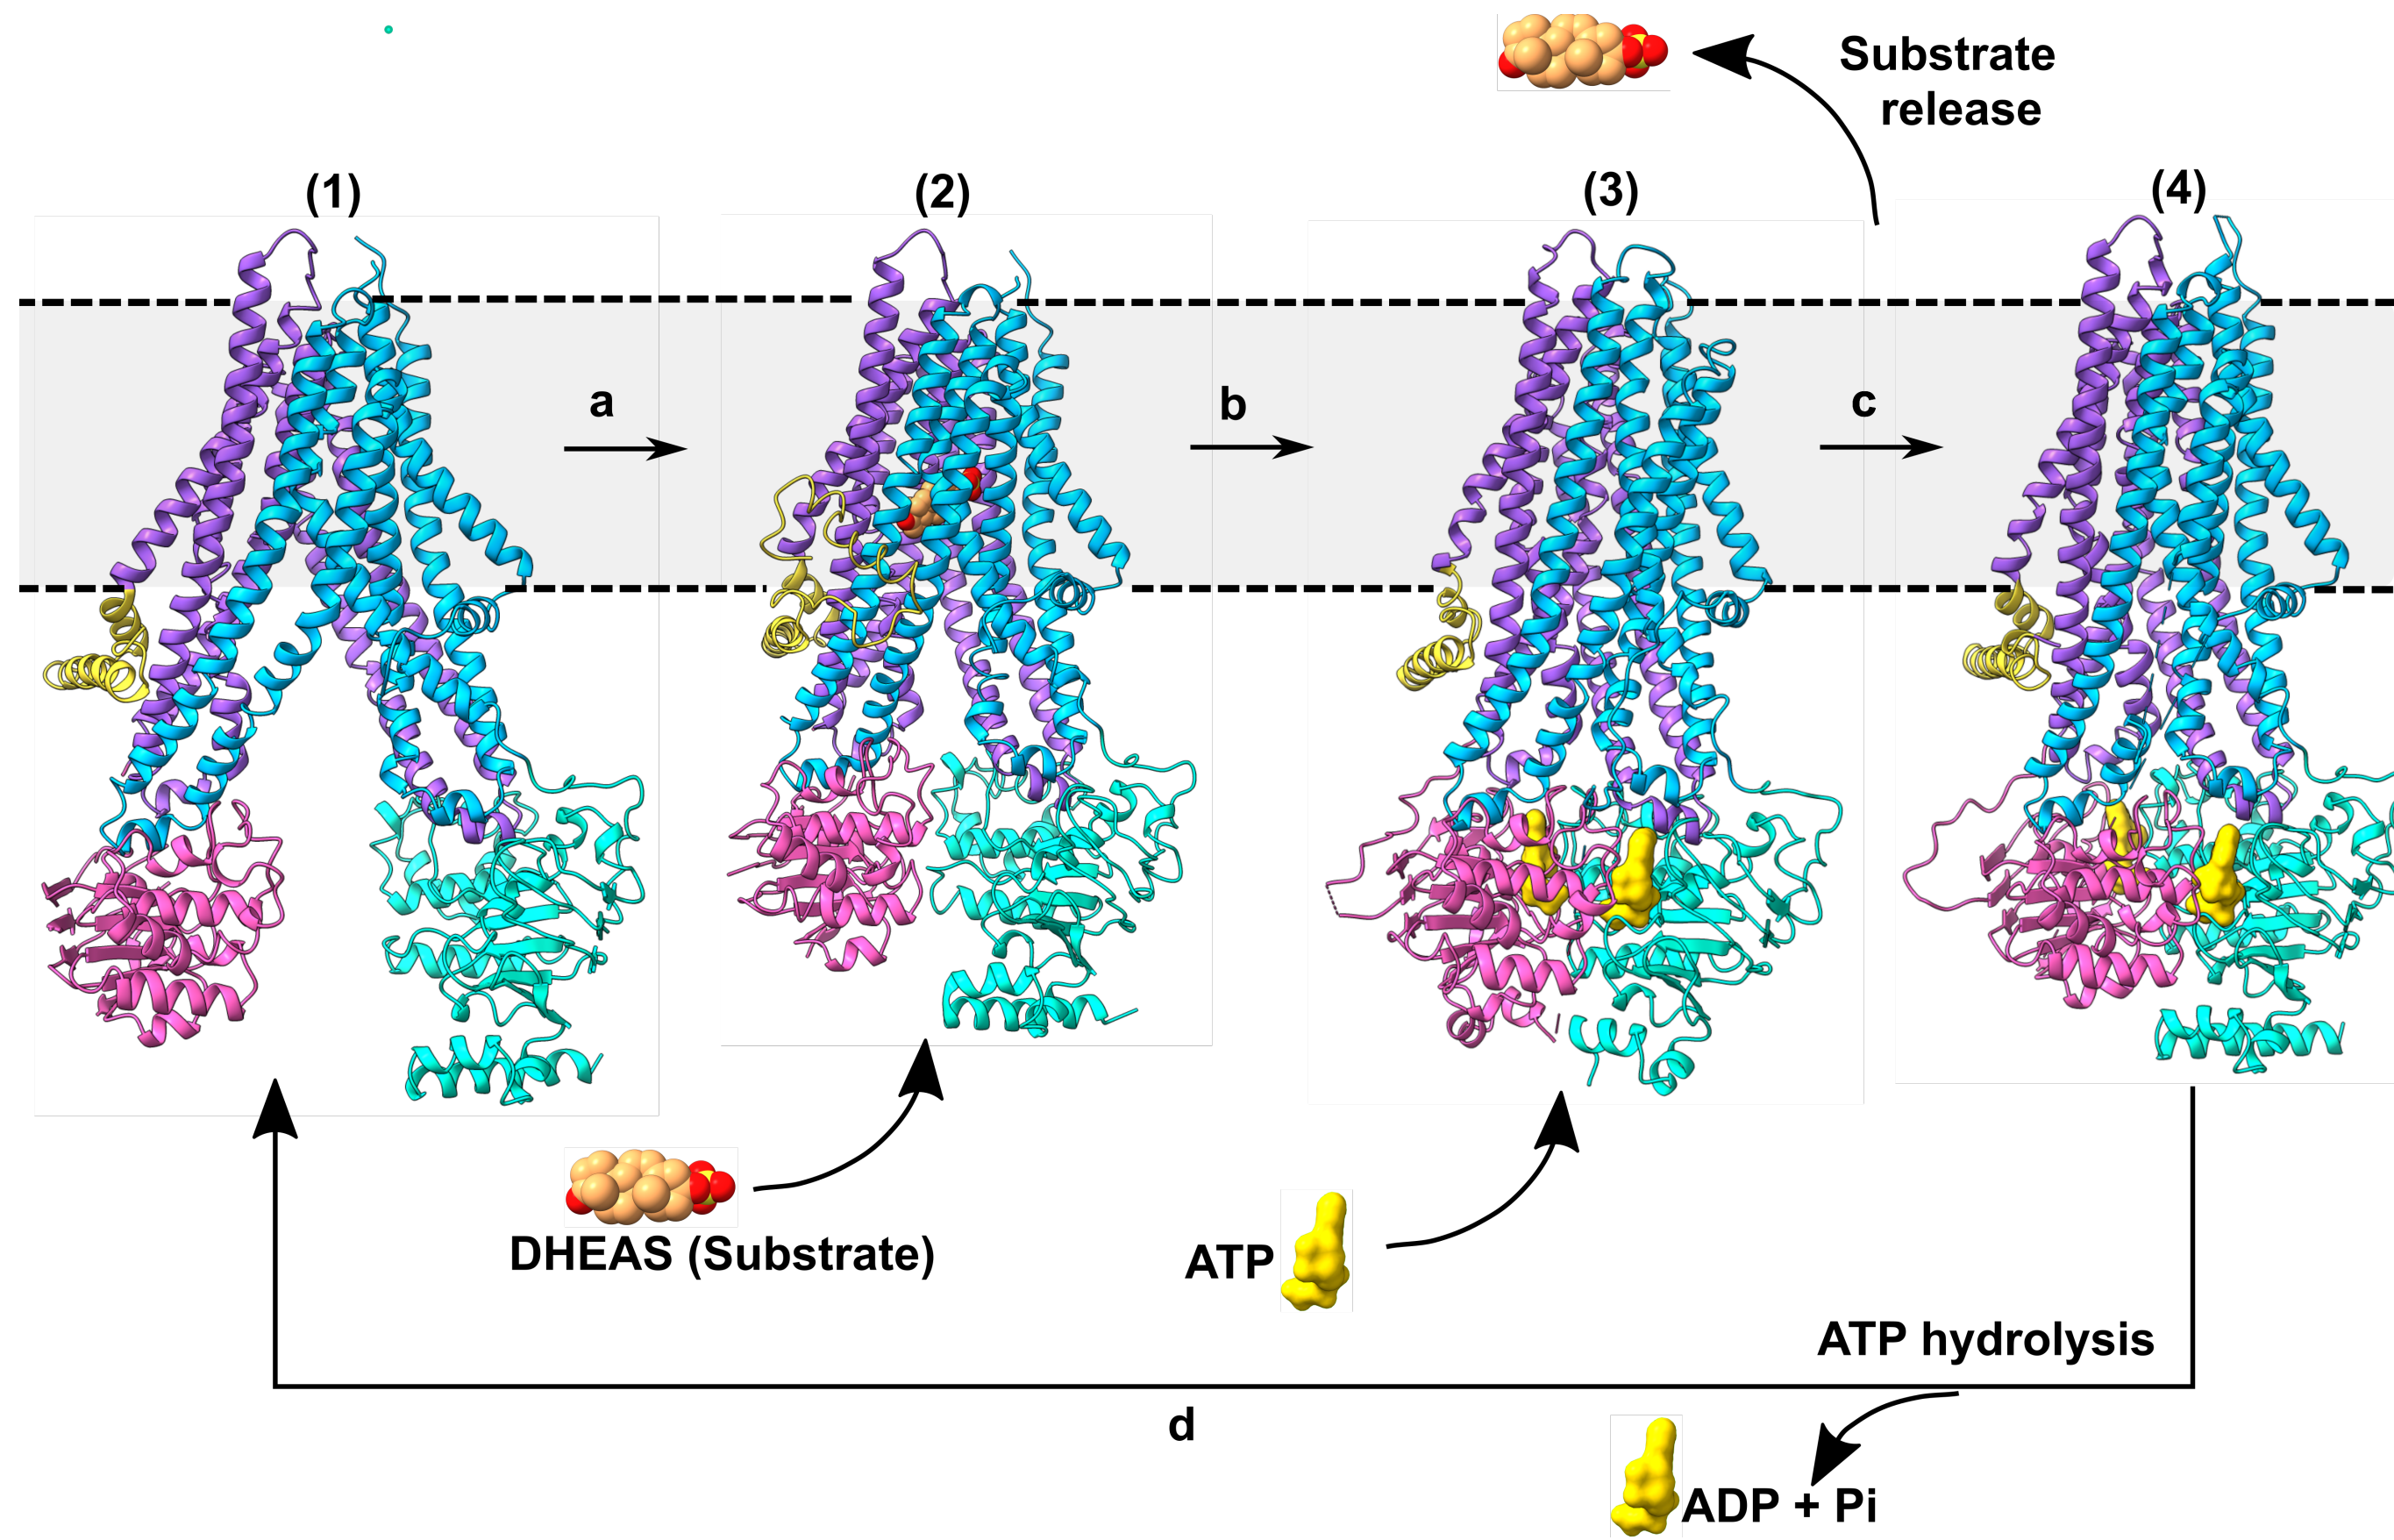 Substrate
release
(1)
(2)
(3)
(4)
a
b
c
DHEAS (Substrate)
ATP
ATP hydrolysis
d
ADP + Pi